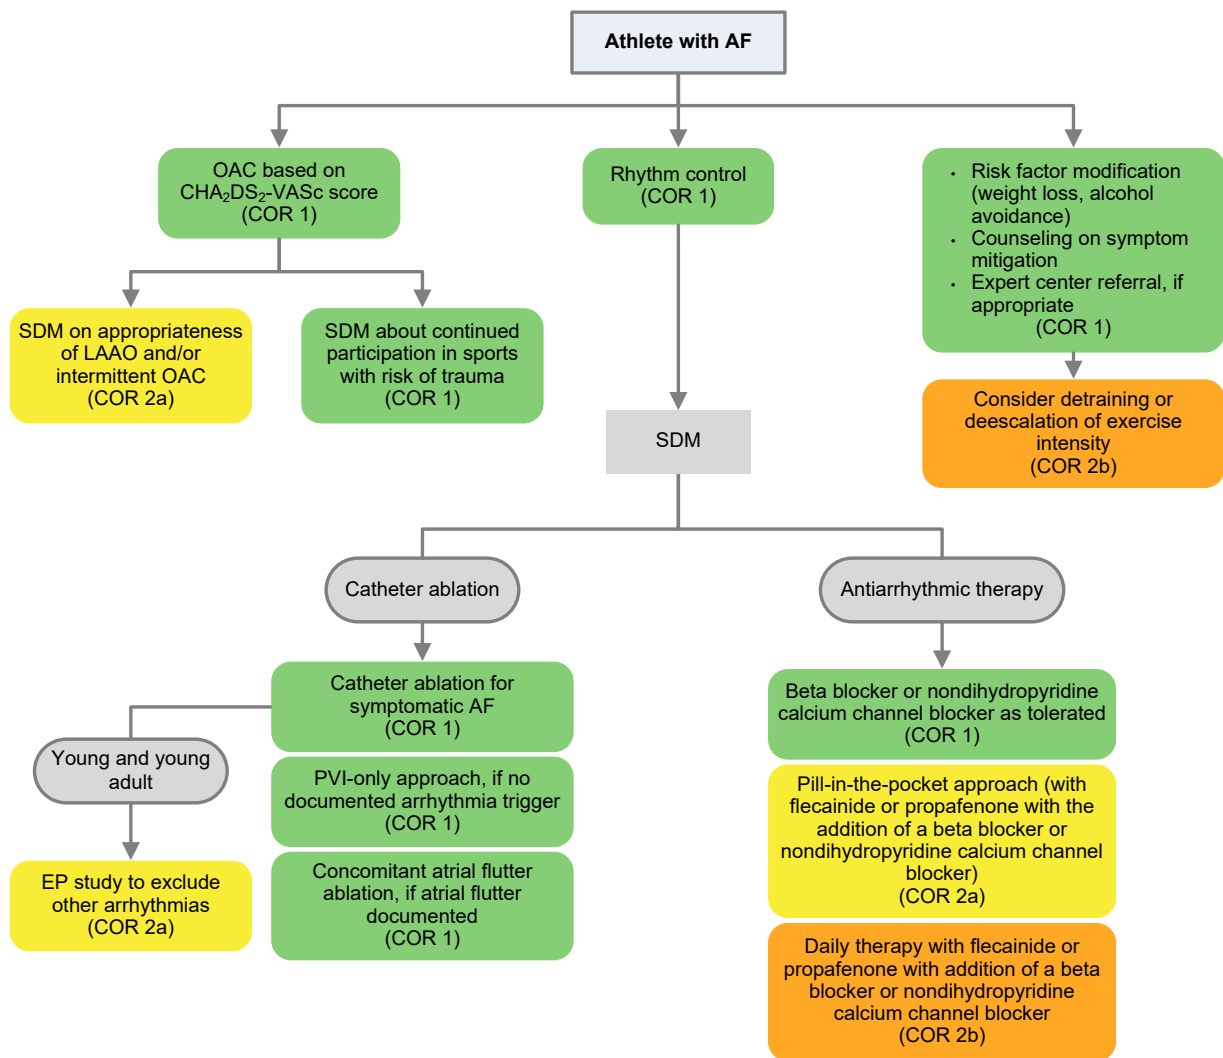 Athlete with AF
OAC based on
CHA₂DS₂-VASc score
(COR 1)
Rhythm control
(COR 1)
• Risk factor modification
(weight loss, alcohol
avoidance)
• Counseling on symptom
mitigation
• Expert center referral, if
appropriate
(COR 1)
SDM on appropriateness
of LAAO and/or
intermittent OAC
(COR 2a)
SDM about continued
participation in sports
with risk of trauma
(COR 1)
Consider detraining or
deescalation of exercise
intensity
(COR 2b)
SDM
Catheter ablation
Antiarrhythmic therapy
Catheter ablation for
symptomatic AF
(COR 1)
Young and young
adult
PVI-only approach, if no
documented arrhythmia trigger
(COR 1)
EP study to exclude
other arrhythmias
(COR 2a)
Concomitant atrial flutter
ablation, if atrial flutter
documented
(COR 1)
Beta blocker or nondihydropyridine
calcium channel blocker as tolerated
(COR 1)
Pill-in-the-pocket approach (with
flecainide or propafenone with the
addition of a beta blocker or
nondihydropyridine calcium channel
blocker)
(COR 2a)
Daily therapy with flecainide or
propafenone with addition of a beta
blocker or nondihydropyridine
calcium channel blocker
(COR 2b)